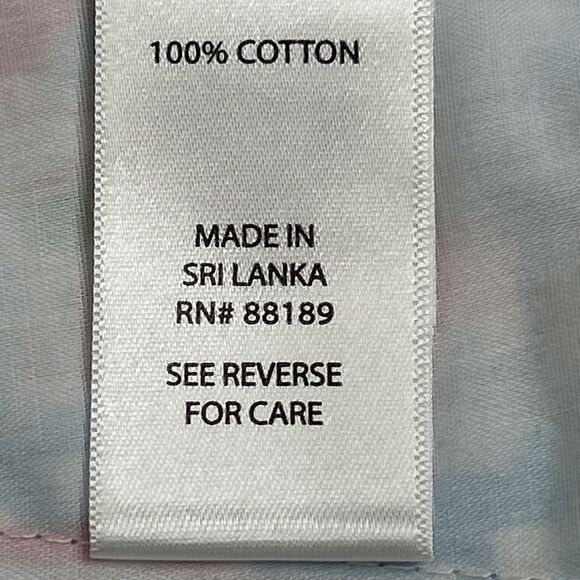 100% COTTON
MADE IN
SRI LANKA
RN# 88189
SEE REVERSE
FOR CARE